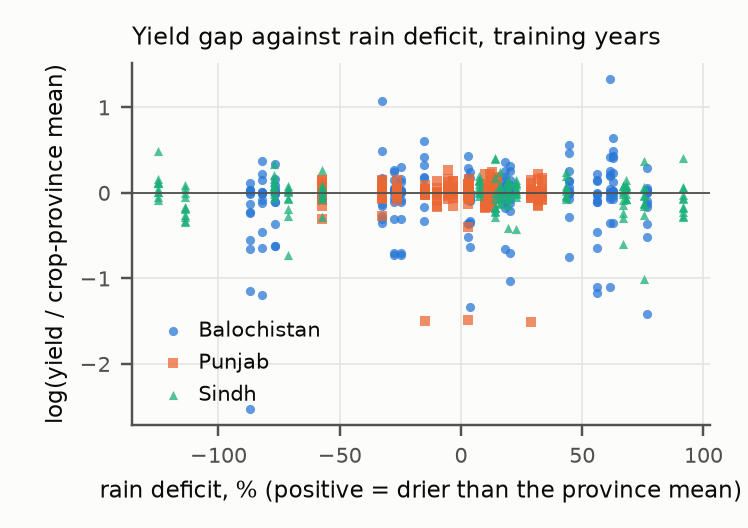 Yield gap against rain deficit, training years
log(yield / crop-province mean)
1
0
−1
−2
Balochistan
Punjab
Sindh
−100
−50
0
50
100
rain deficit, % (positive = drier than the province mean)